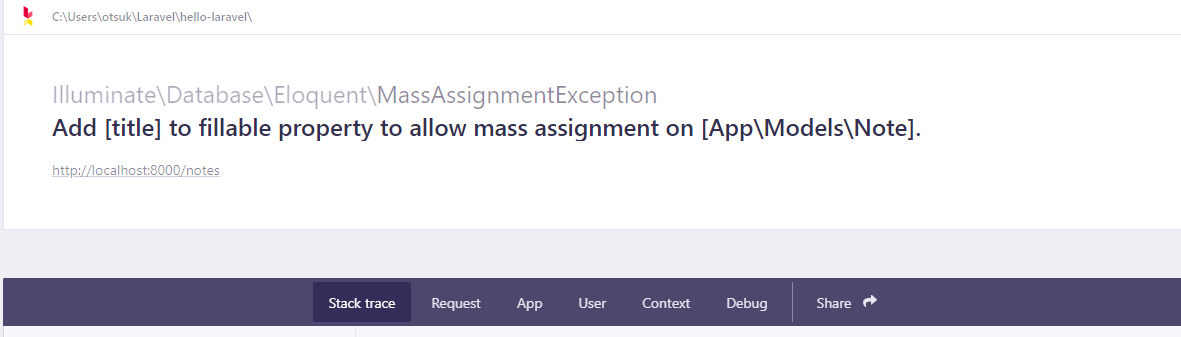 C:\Users\otsuk\Laravel\hello-laravel\
Illuminate\Database\Eloquent\MassAssignmentException
Add [title] to fillable property to allow mass assignment on [App\Models\Note].
http://localhost:8000/notes
Stack trace Request App User Context Debug Share